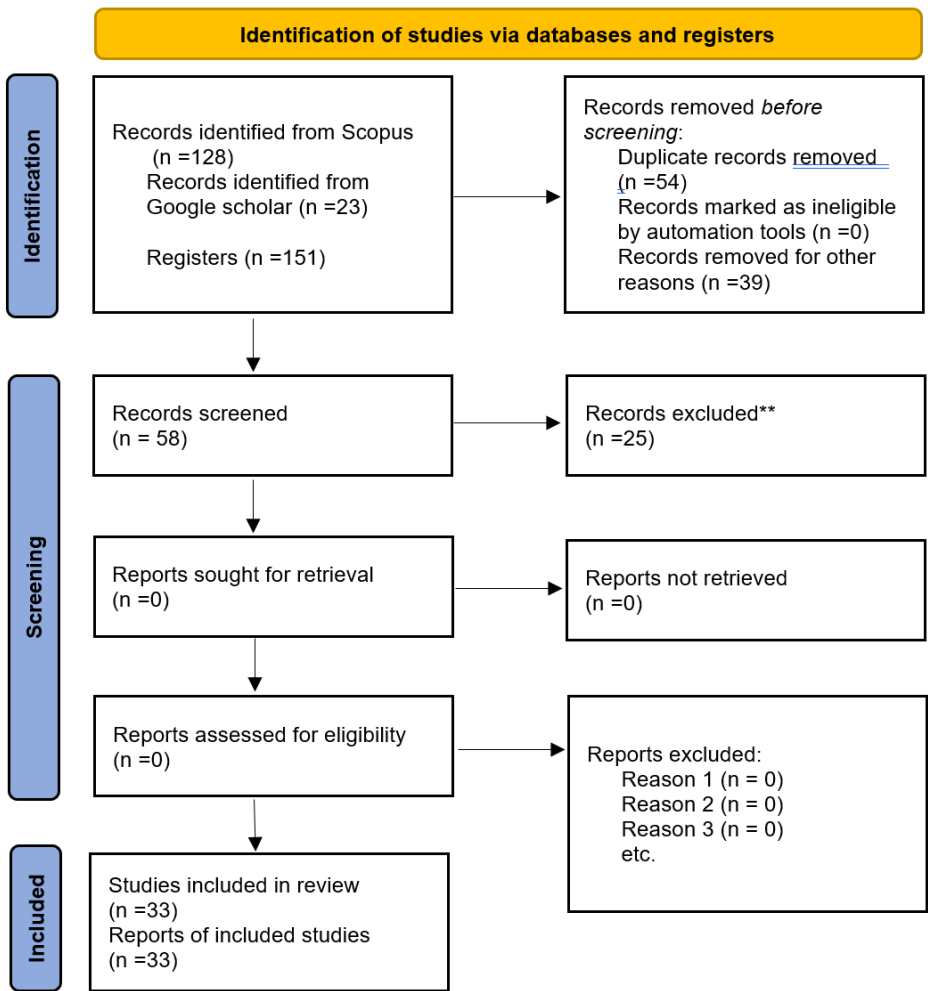 Identification of studies via databases and registers
Identification
Records identified from Scopus
(n =128)
Records identified from
Google scholar (n =23)
Registers (n =151)
Records removed before
screening:
Duplicate records removed
(n =54)
Records marked as ineligible
by automation tools (n =0)
Records removed for other
reasons (n =39)
Screening
Records screened
(n = 58)
Records excluded**
(n =25)
Reports sought for retrieval
(n =0)
Reports not retrieved
(n =0)
Reports assessed for eligibility
(n =0)
Reports excluded:
Reason 1 (n = 0)
Reason 2 (n = 0)
Reason 3 (n = 0)
etc.
Included
Studies included in review
(n =33)
Reports of included studies
(n =33)